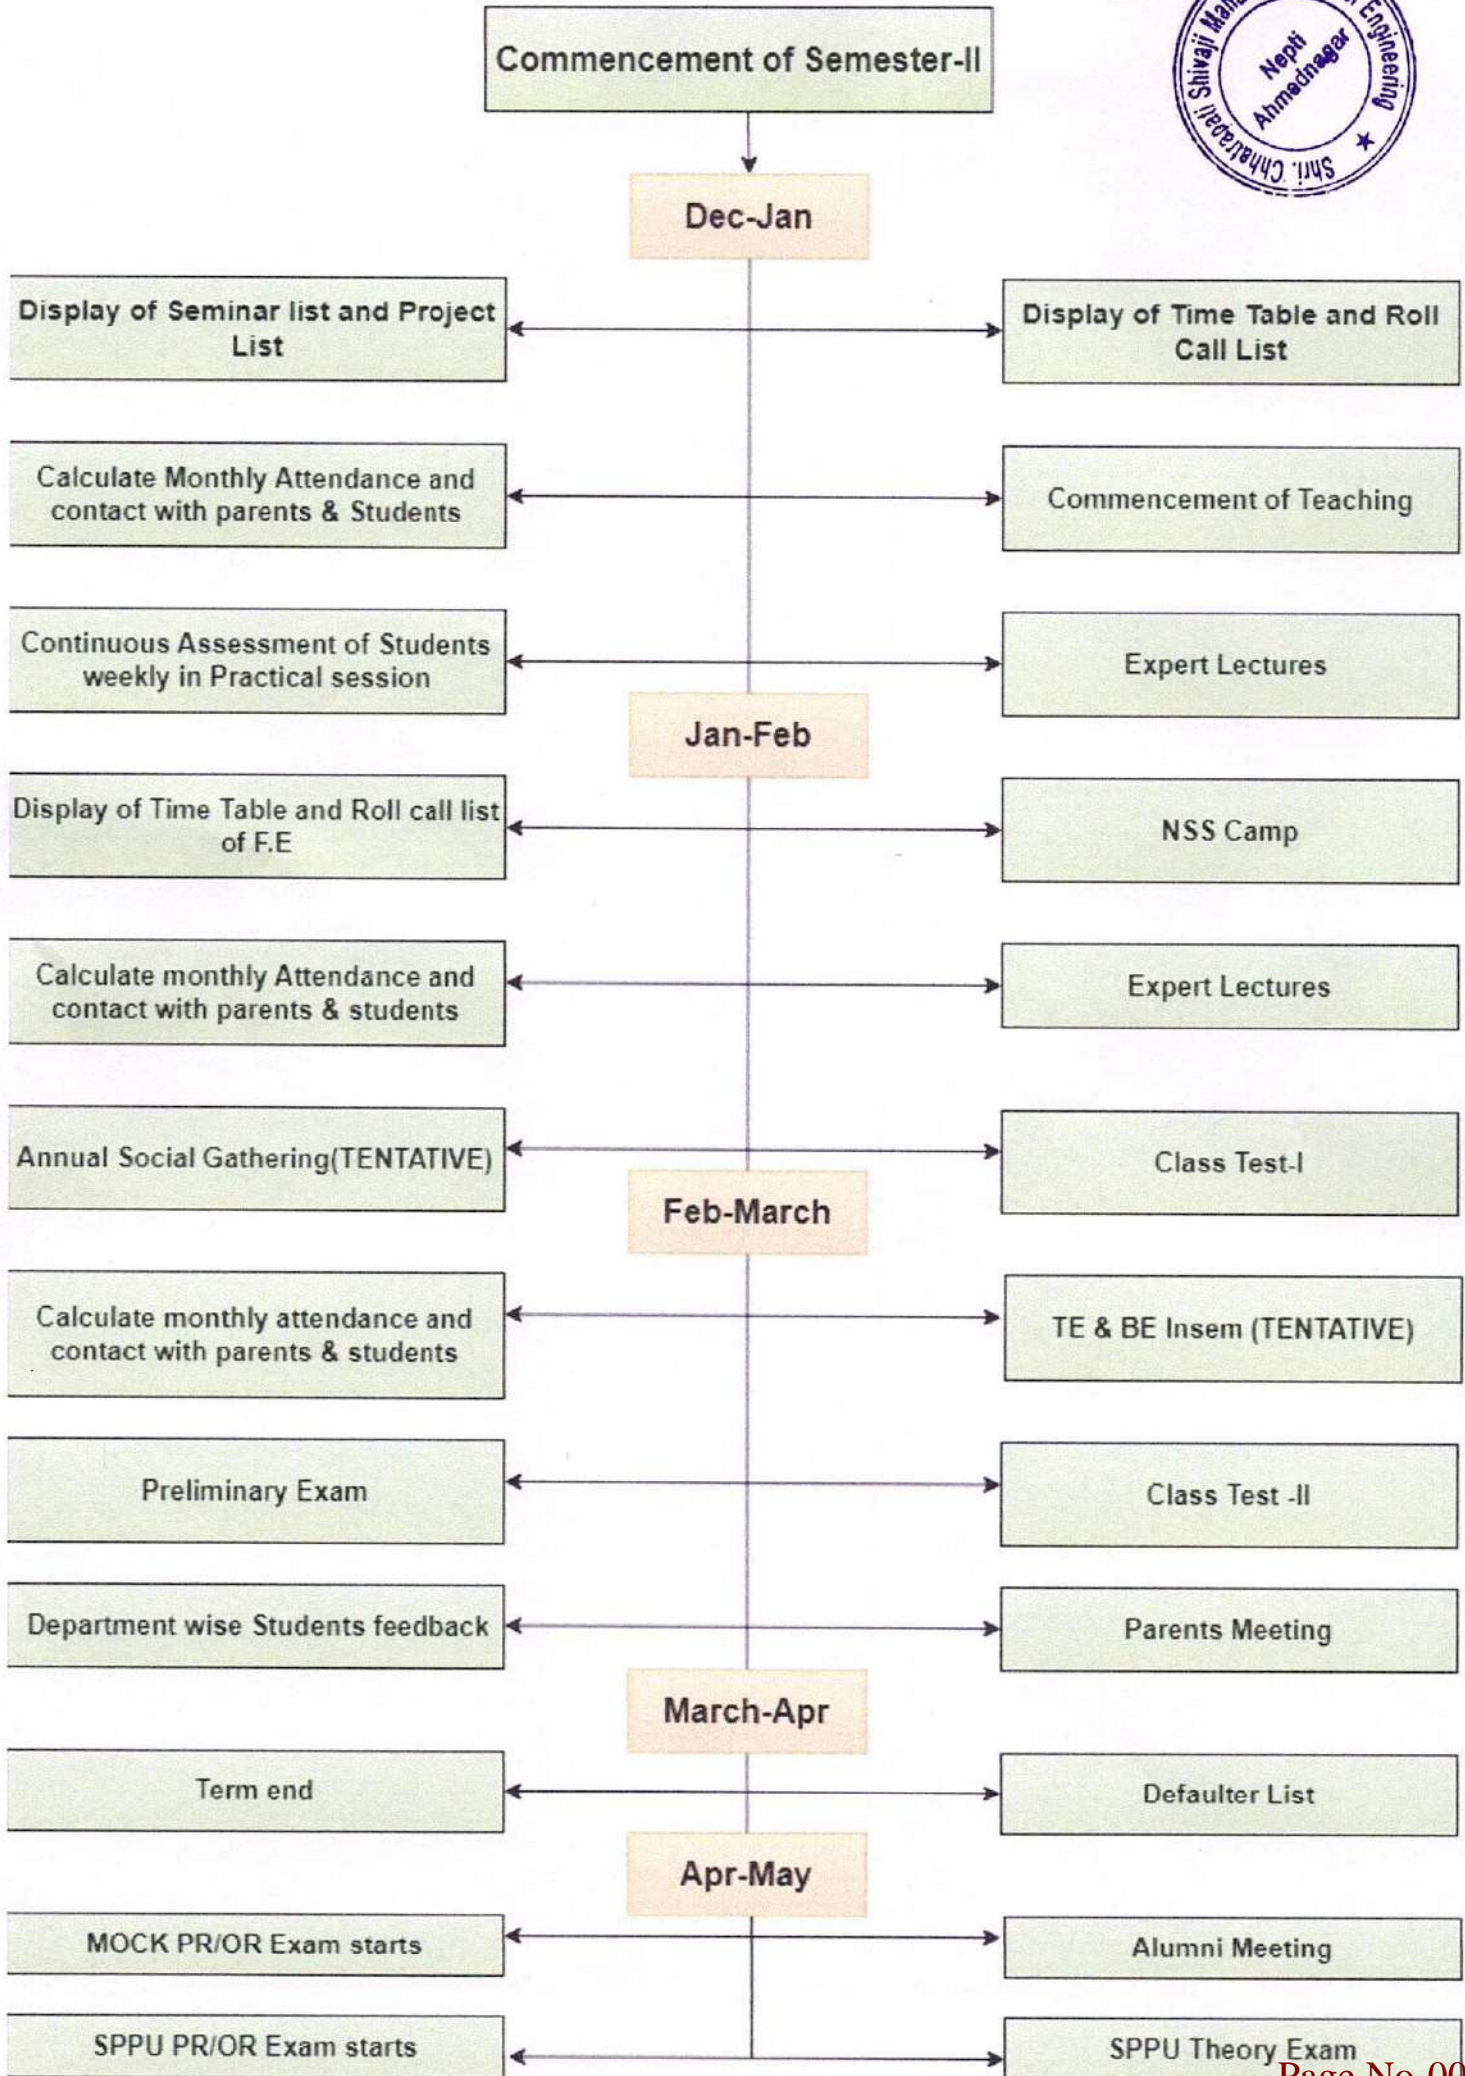 Commencement of Semester-II
Shri. Chhatrapati Shivaji
Engineering
Nepti
Ahmednagar
Dec-Jan
Display of Seminar list and Project
List
Display of Time Table and Roll
Call List
Calculate Monthly Attendance and
contact with parents & Students
Commencement of Teaching
Continuous Assessment of Students
weekly in Practical session
Expert Lectures
Jan-Feb
Display of Time Table and Roll call list
of F.E
NSS Camp
Calculate monthly Attendance and
contact with parents & students
Expert Lectures
Annual Social Gathering(TENTATIVE)
Class Test-I
Feb-March
Calculate monthly attendance and
contact with parents & students
TE & BE Insem (TENTATIVE)
Preliminary Exam
Class Test -II
Department wise Students feedback
Parents Meeting
March-Apr
Term end
Defaulter List
Apr-May
MOCK PR/OR Exam starts
Alumni Meeting
SPPU PR/OR Exam starts
SPPU Theory Exam
Page No-00